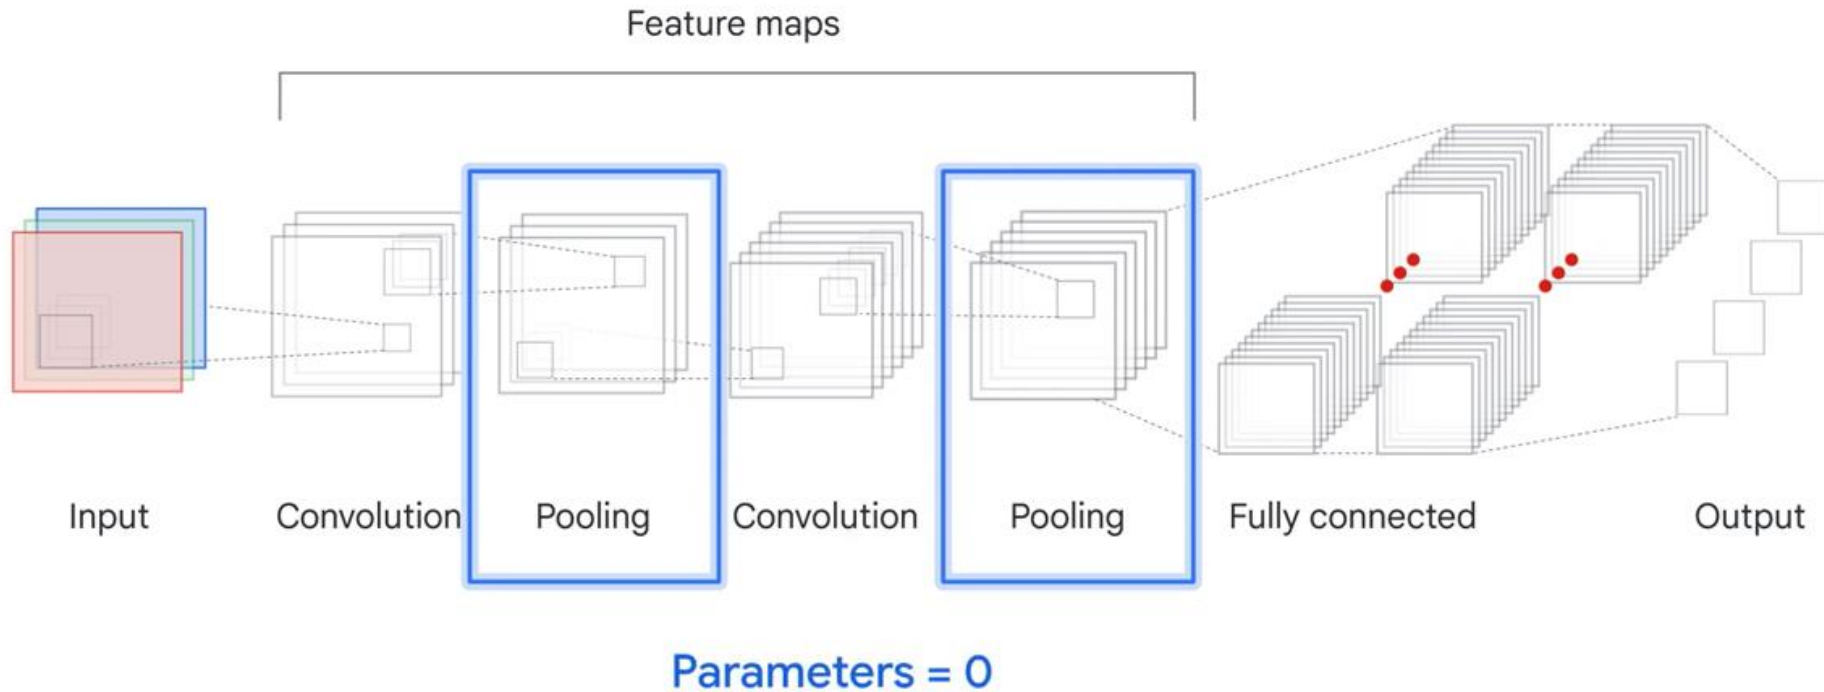 Feature maps
Input
Convolution
Pooling
Convolution
Pooling
Fully connected
Output
Parameters = 0